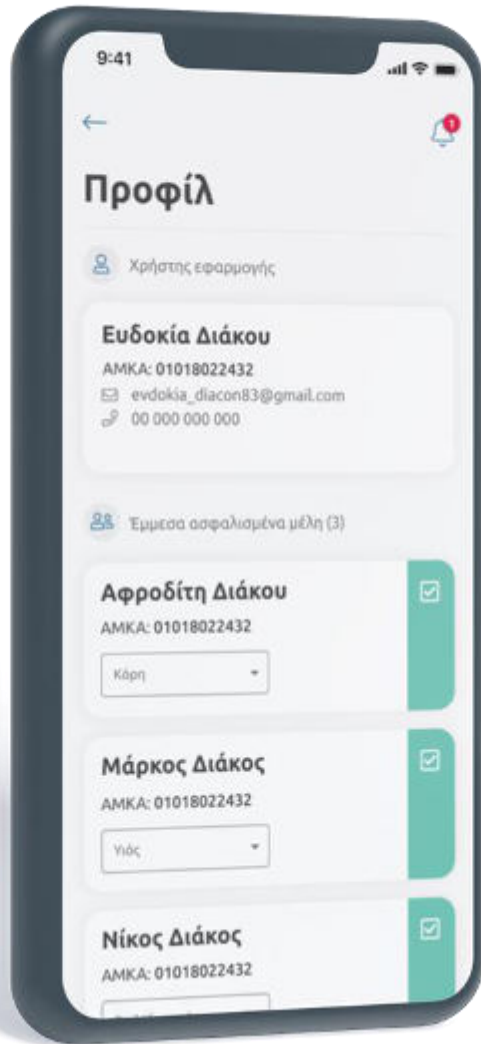 9:41
1
Προφίλ
Χρήστης εφαρμογής
Ευδοκία Διάκου
ΑΜΚΑ: 01018022432
evdokia_diacon83@gmail.com
00 000 000 000
Έμμεσα ασφαλισμένα μέλη (3)
Αφροδίτη Διάκου
ΑΜΚΑ: 01018022432
Κόρη
Μάρκος Διάκος
ΑΜΚΑ: 01018022432
Υιός
Νίκος Διάκος
ΑΜΚΑ: 01018022432